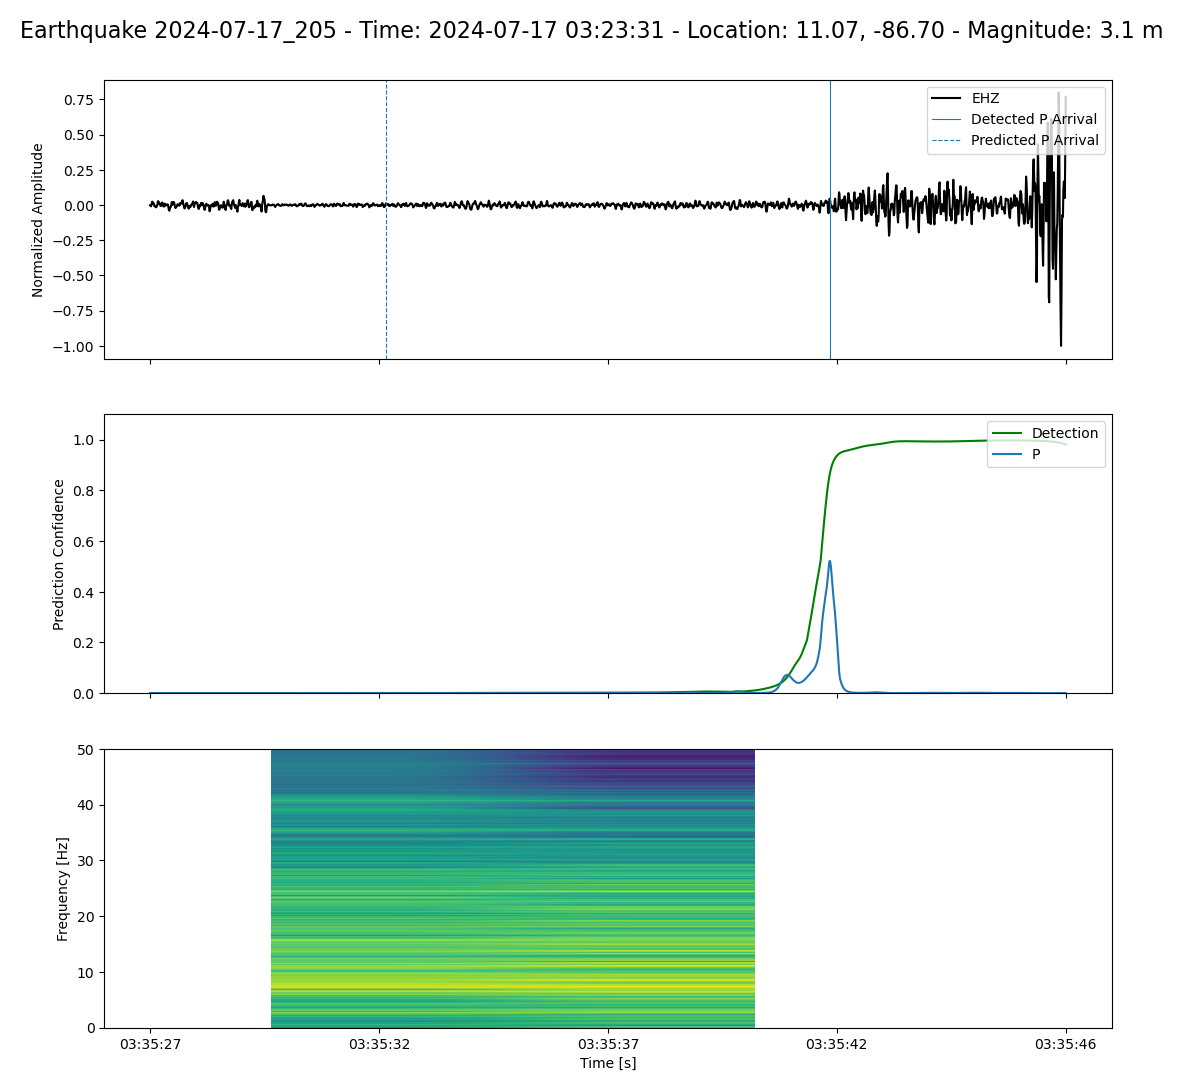 Earthquake 2024-07-17_205 - Time: 2024-07-17 03:23:31 - Location: 11.07, -86.70 - Magnitude: 3.1 m
Normalized Amplitude
0.75
0.50
0.25
0.00
−0.25
−0.50
−0.75
−1.00
EHZ
Detected P Arrival
Predicted P Arrival
Prediction Confidence
1.0
0.8
0.6
0.4
0.2
0.0
Detection
P
Frequency [Hz]
50
40
30
20
10
0
03:35:27 03:35:32 03:35:37 03:35:42 03:35:46
Time [s]